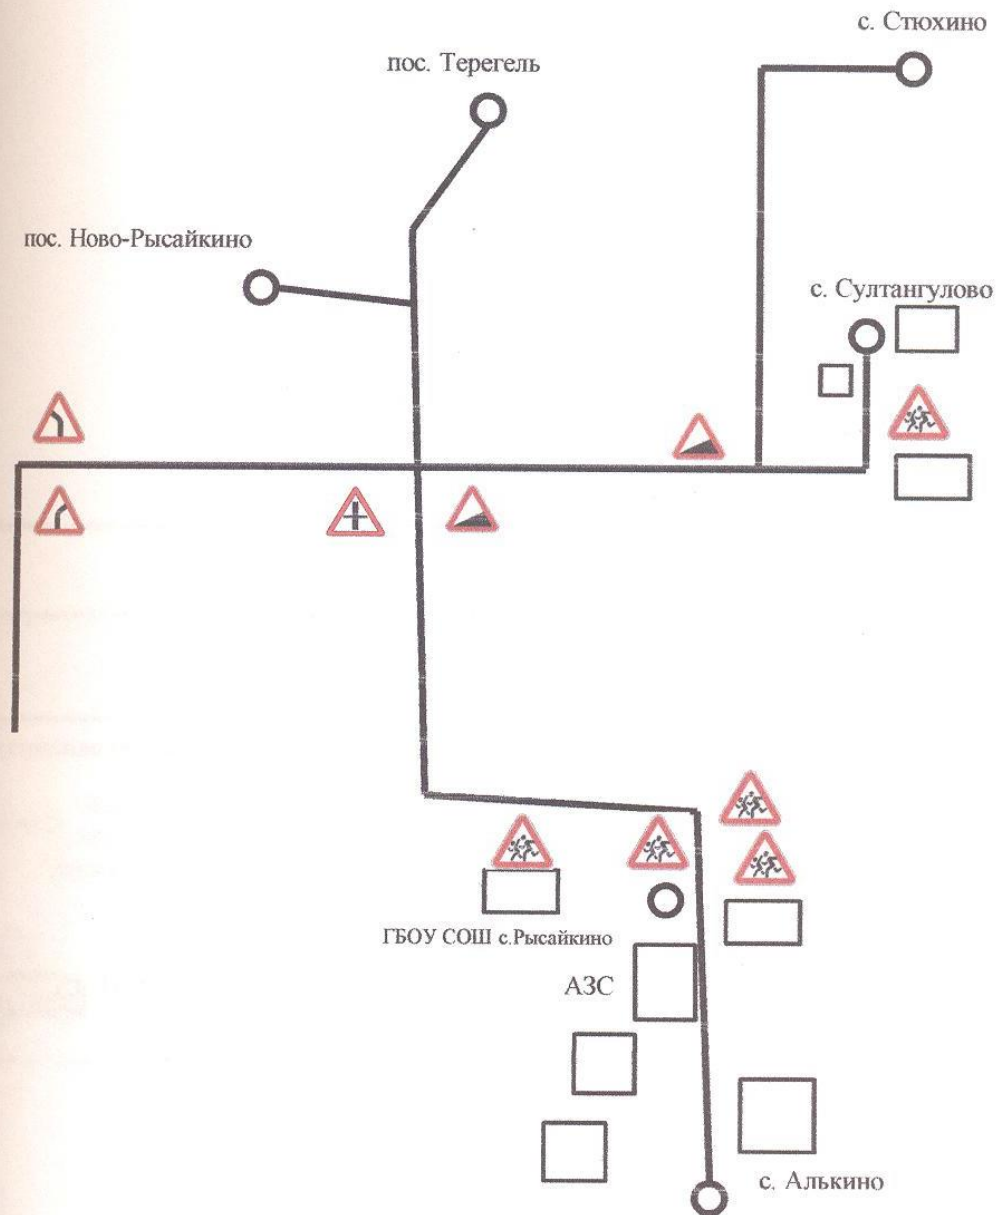 с. Стюхино
пос. Терегель
пос. Ново-Рысайкино
с. Султангулово
ГБОУ СОШ с.Рысайкино
АЗС
с. Алькино